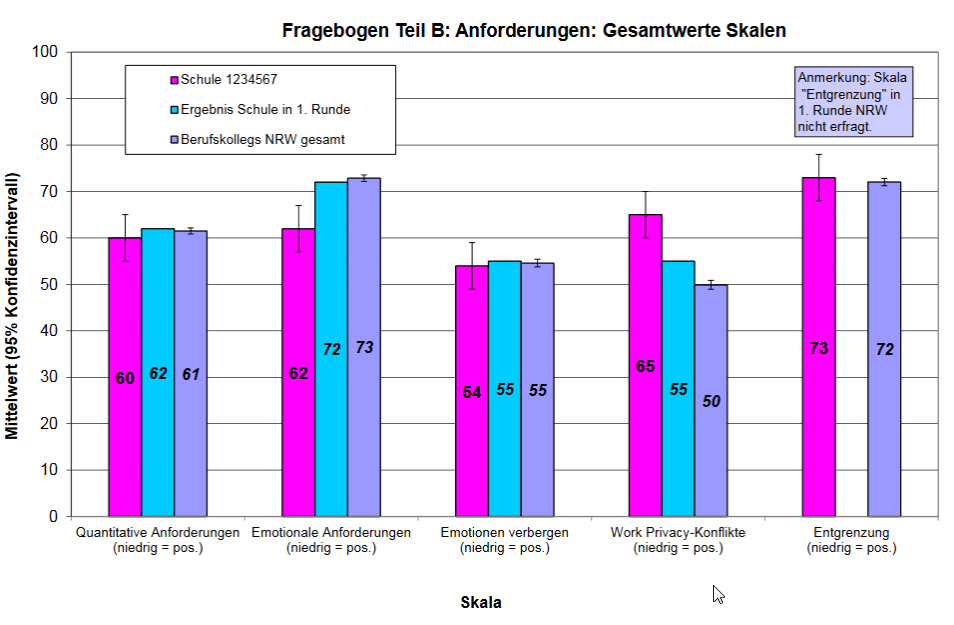 Fragebogen Teil B: Anforderungen: Gesamtwerte Skalen
Mittelwert (95% Konfidenzintervall)
100
90
80
70
60
50
40
30
20
10
0
Schule 1234567
Ergebnis Schule in 1. Runde
Berufskollegs NRW gesamt
Anmerkung: Skala
"Entgrenzung" in
1. Runde NRW
nicht erfragt.
60 62 61
62 72 73
54 55 55
65 55 50
73 72
Quantitative Anforderungen
(niedrig = pos.)
Emotionale Anforderungen
(niedrig = pos.)
Emotionen verbergen
(niedrig = pos.)
Work Privacy-Konflikte
(niedrig = pos.)
Entgrenzung
(niedrig = pos.)
Skala